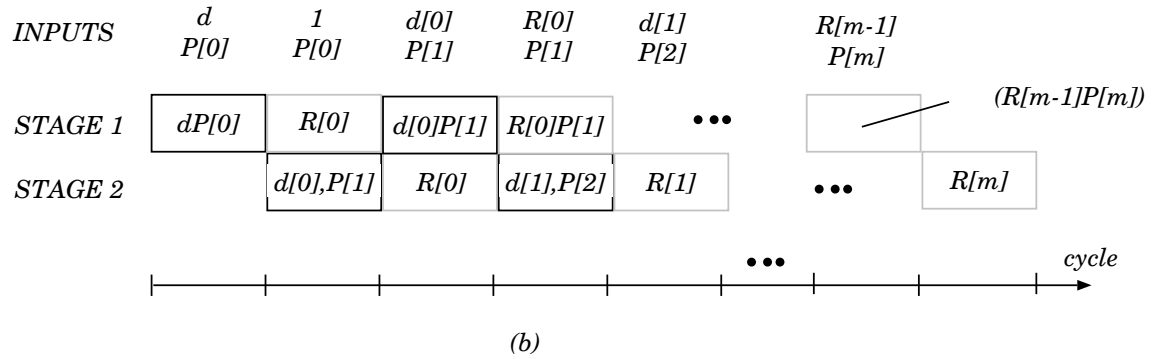 INPUTS
d 1 d[0] R[0] d[1] R[m-1]
P[0] P[0] P[1] P[1] P[2] P[m]
(R[m-1]P[m])
STAGE 1 dP[0] R[0] d[0]P[1] R[0]P[1] •••
STAGE 2 d[0],P[1] R[0] d[1],P[2] R[1] ••• R[m]
••• cycle
(b)